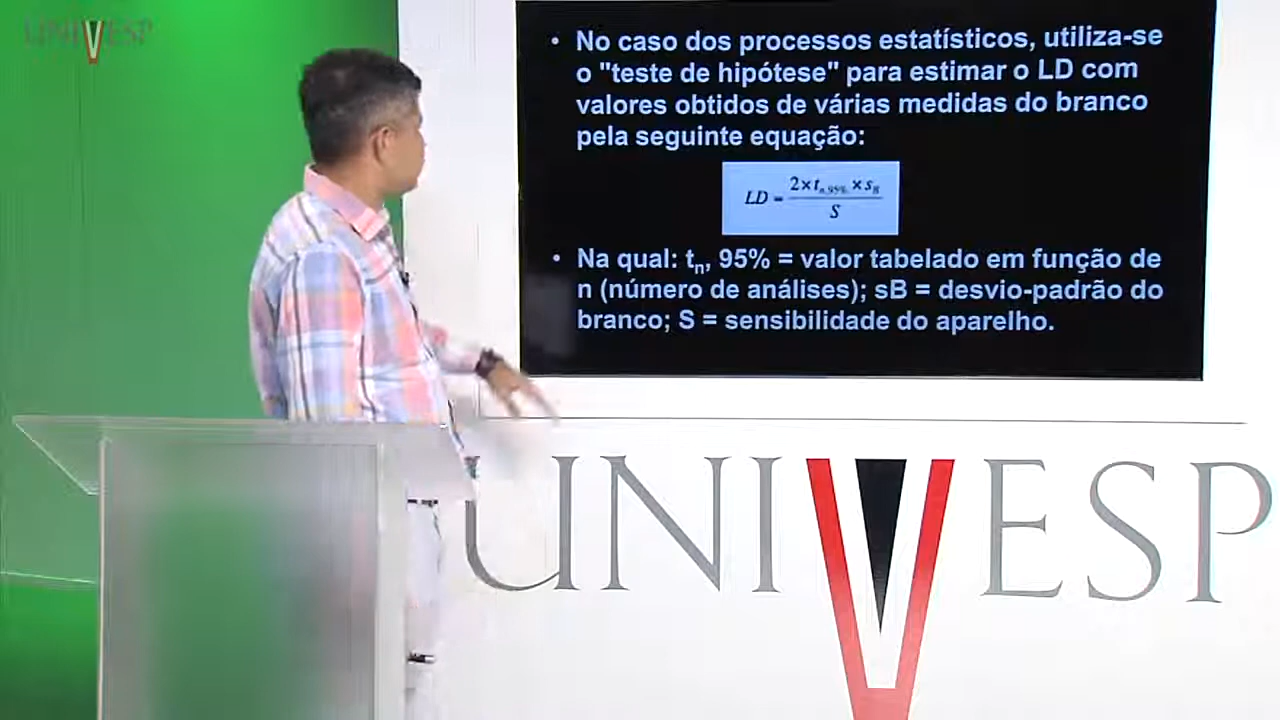 UNIVESP
• No caso dos processos estatísticos, utiliza-se
o "teste de hipótese" para estimar o LD com
valores obtidos de várias medidas do branco
pela seguinte equação:
LD = 2×tn,95% ×sB / S
• Na qual: tn, 95% = valor tabelado em função de
n (número de análises); sB = desvio-padrão do
branco; S = sensibilidade do aparelho.
UNIVESP